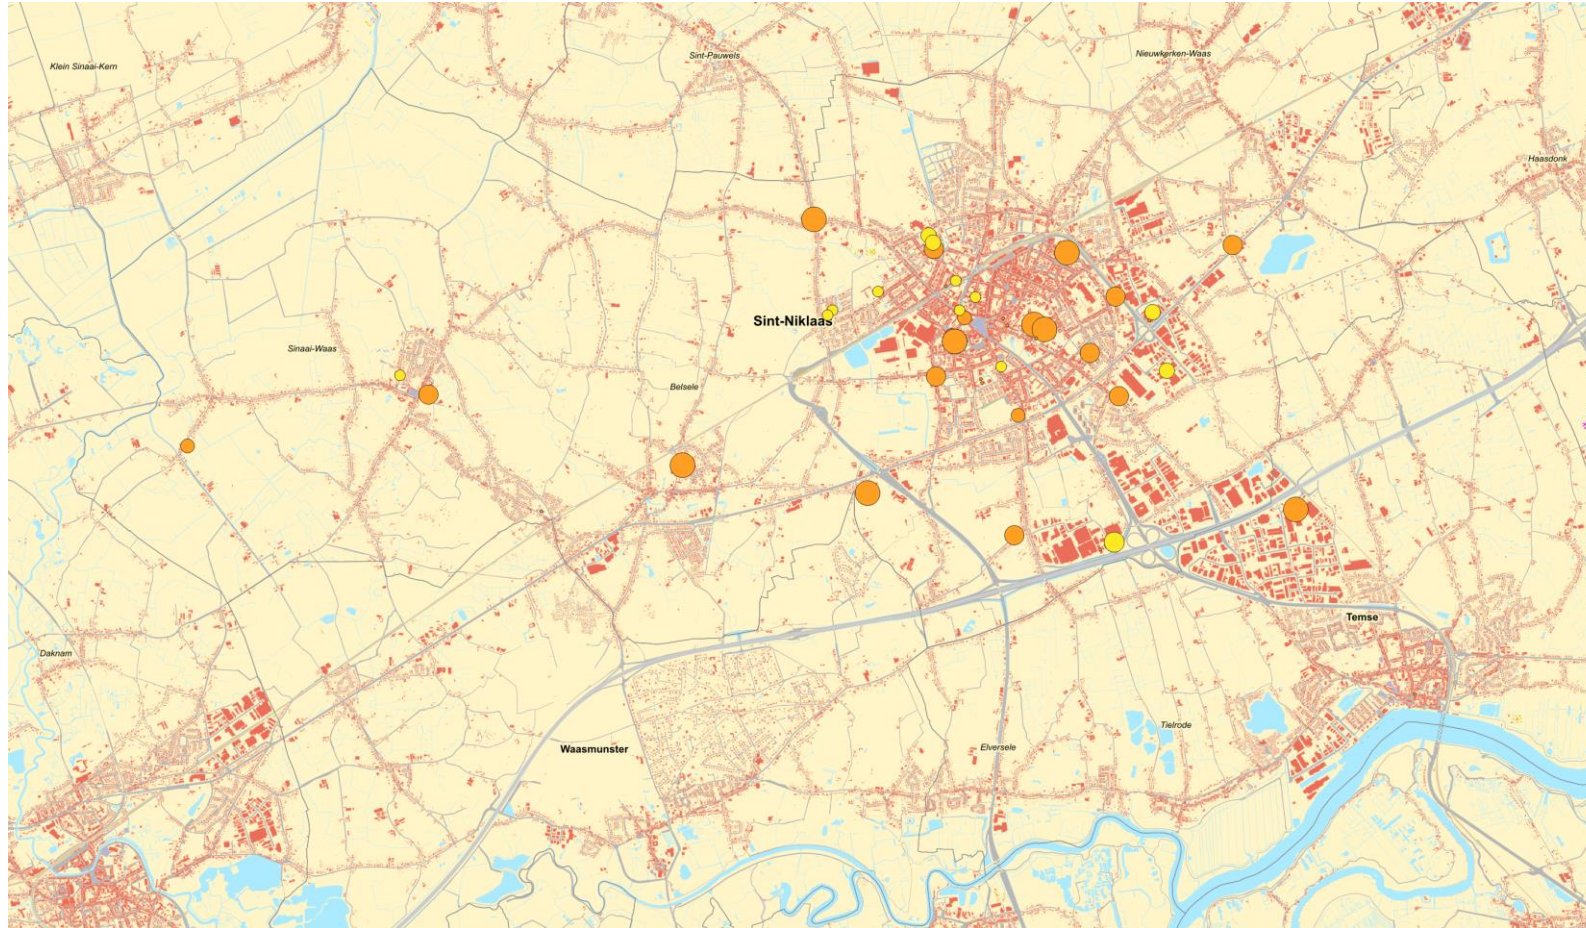 Sint-Pauwels
Nieuwkerken-Waas
Klein Sinaai-Kern
Haasdonk
Sint-Niklaas
Sinaai-Waas
Belsele
Temse
Daknam
Tielrode
Waasmunster
Elversele